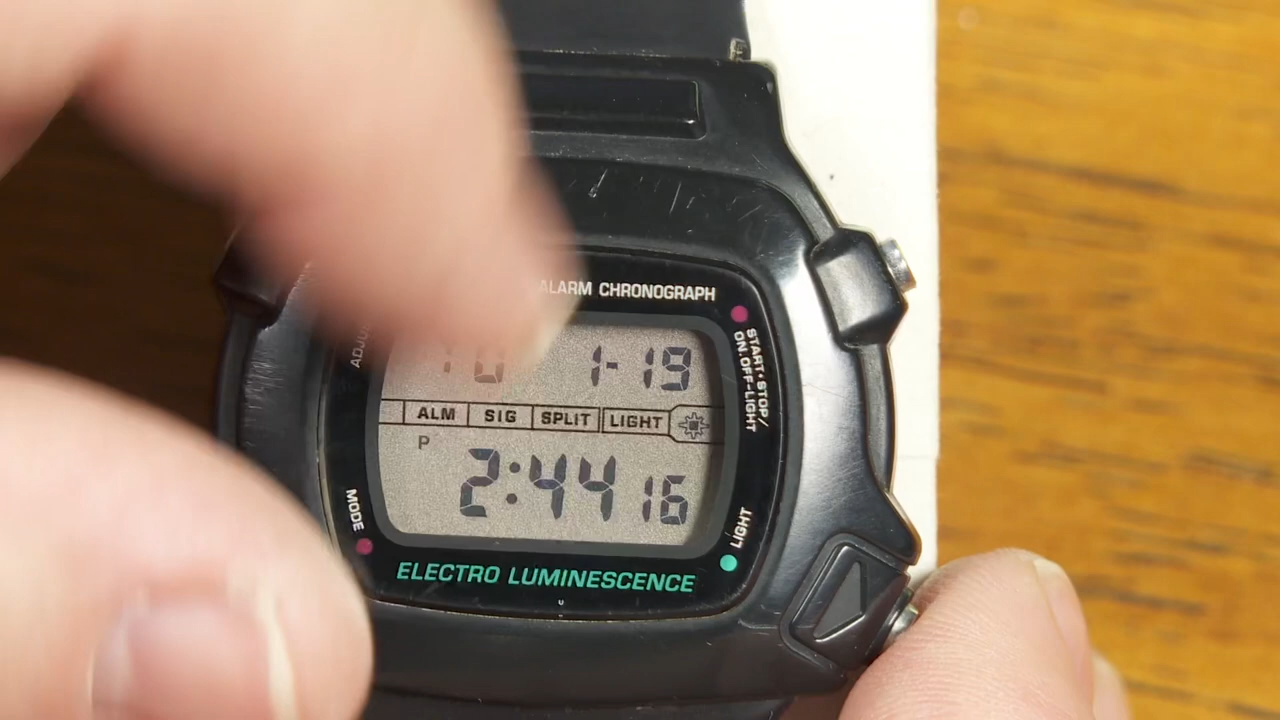 ALARM CHRONOGRAPH
START·STOP/
ON.OFF-LIGHT
1-19
ALM SIG SPLIT LIGHT
P
2:44 16
MODE
LIGHT
ELECTRO LUMINESCENCE